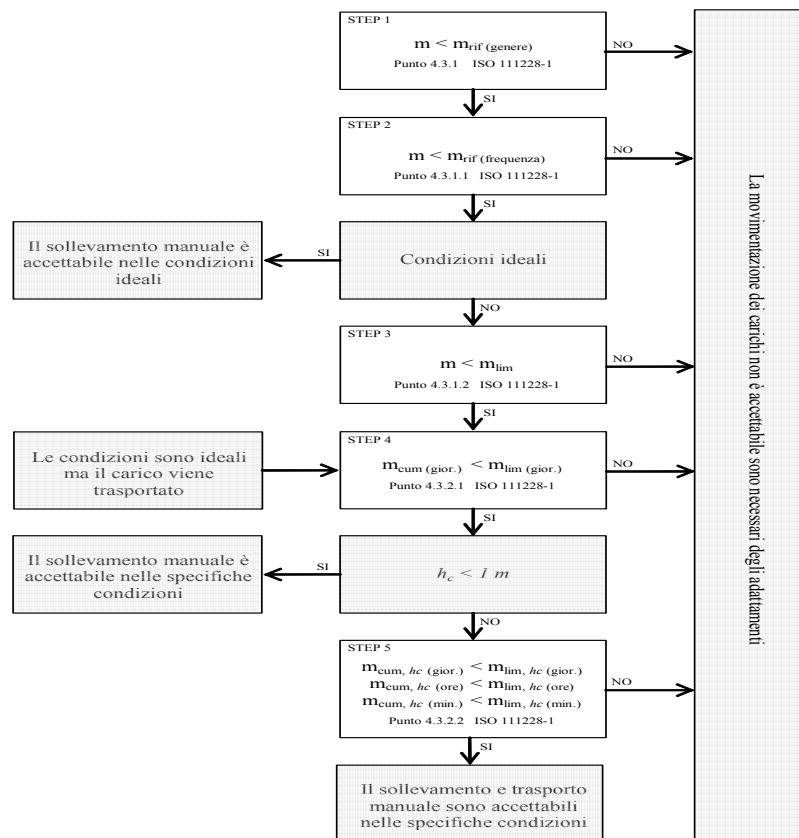 STEP 1
m < mrif (genere)
Punto 4.3.1 ISO 111228-1
NO
SI
STEP 2
m < mrif (frequenza)
Punto 4.3.1.1 ISO 111228-1
NO
SI
Il sollevamento manuale è
accettabile nelle condizioni
ideali
SI
Condizioni ideali
NO
STEP 3
m < mlim
Punto 4.3.1.2 ISO 111228-1
NO
SI
Le condizioni sono ideali
ma il carico viene
trasportato
STEP 4
mcum (gior.) < mlim (gior.)
Punto 4.3.2.1 ISO 111228-1
NO
SI
Il sollevamento manuale è
accettabile nelle specifiche
condizioni
SI
hc < 1 m
NO
STEP 5
mcum, hc (gior.) < mlim, hc (gior.)
mcum, hc (ore) < mlim, hc (ore)
mcum, hc (min.) < mlim, hc (min.)
Punto 4.3.2.2 ISO 111228-1
NO
SI
Il sollevamento e trasporto
manuale sono accettabili
nelle specifiche condizioni
La movimentazione dei carichi non è accettabile sono necessari degli adattamenti